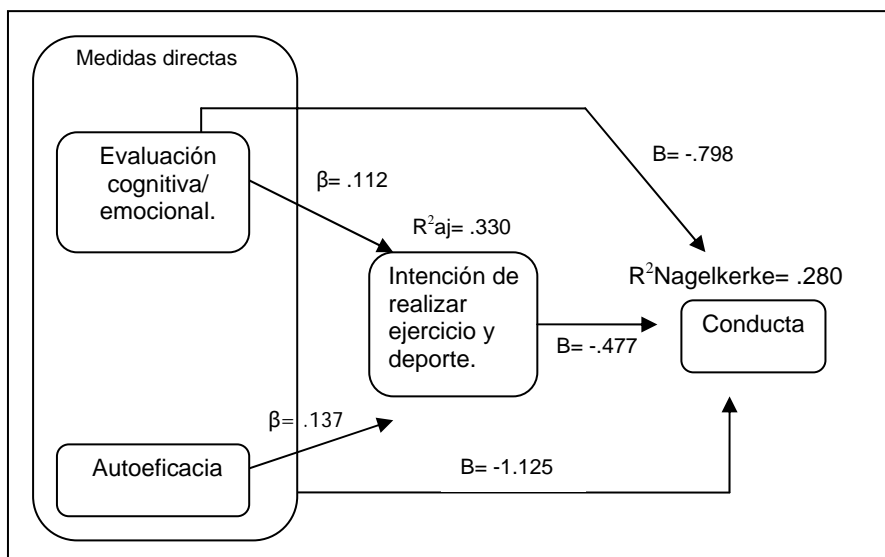 Medidas directas
Evaluación
cognitiva/
emocional.
B= -.798
β= .112
R²aj= .330
Intención de
realizar
ejercicio y
deporte.
R²Nagelkerke= .280
Conducta
B= -.477
β= .137
Autoeficacia
B= -1.125